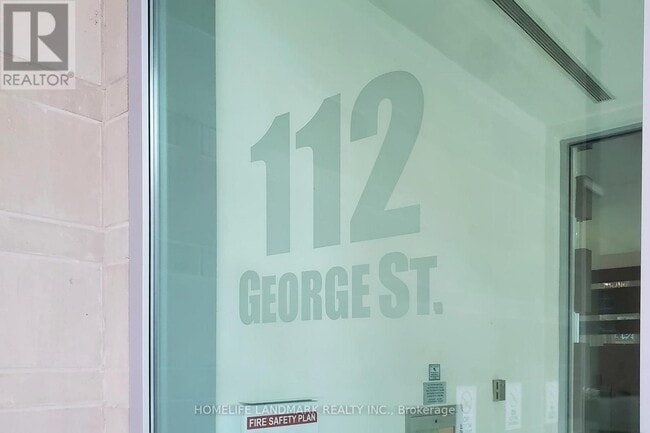 REALTOR®
112
GEORGE ST.
HOMELIFE LANDMARK REALTY INC., Brokerage
FIRE SAFETY PLAN